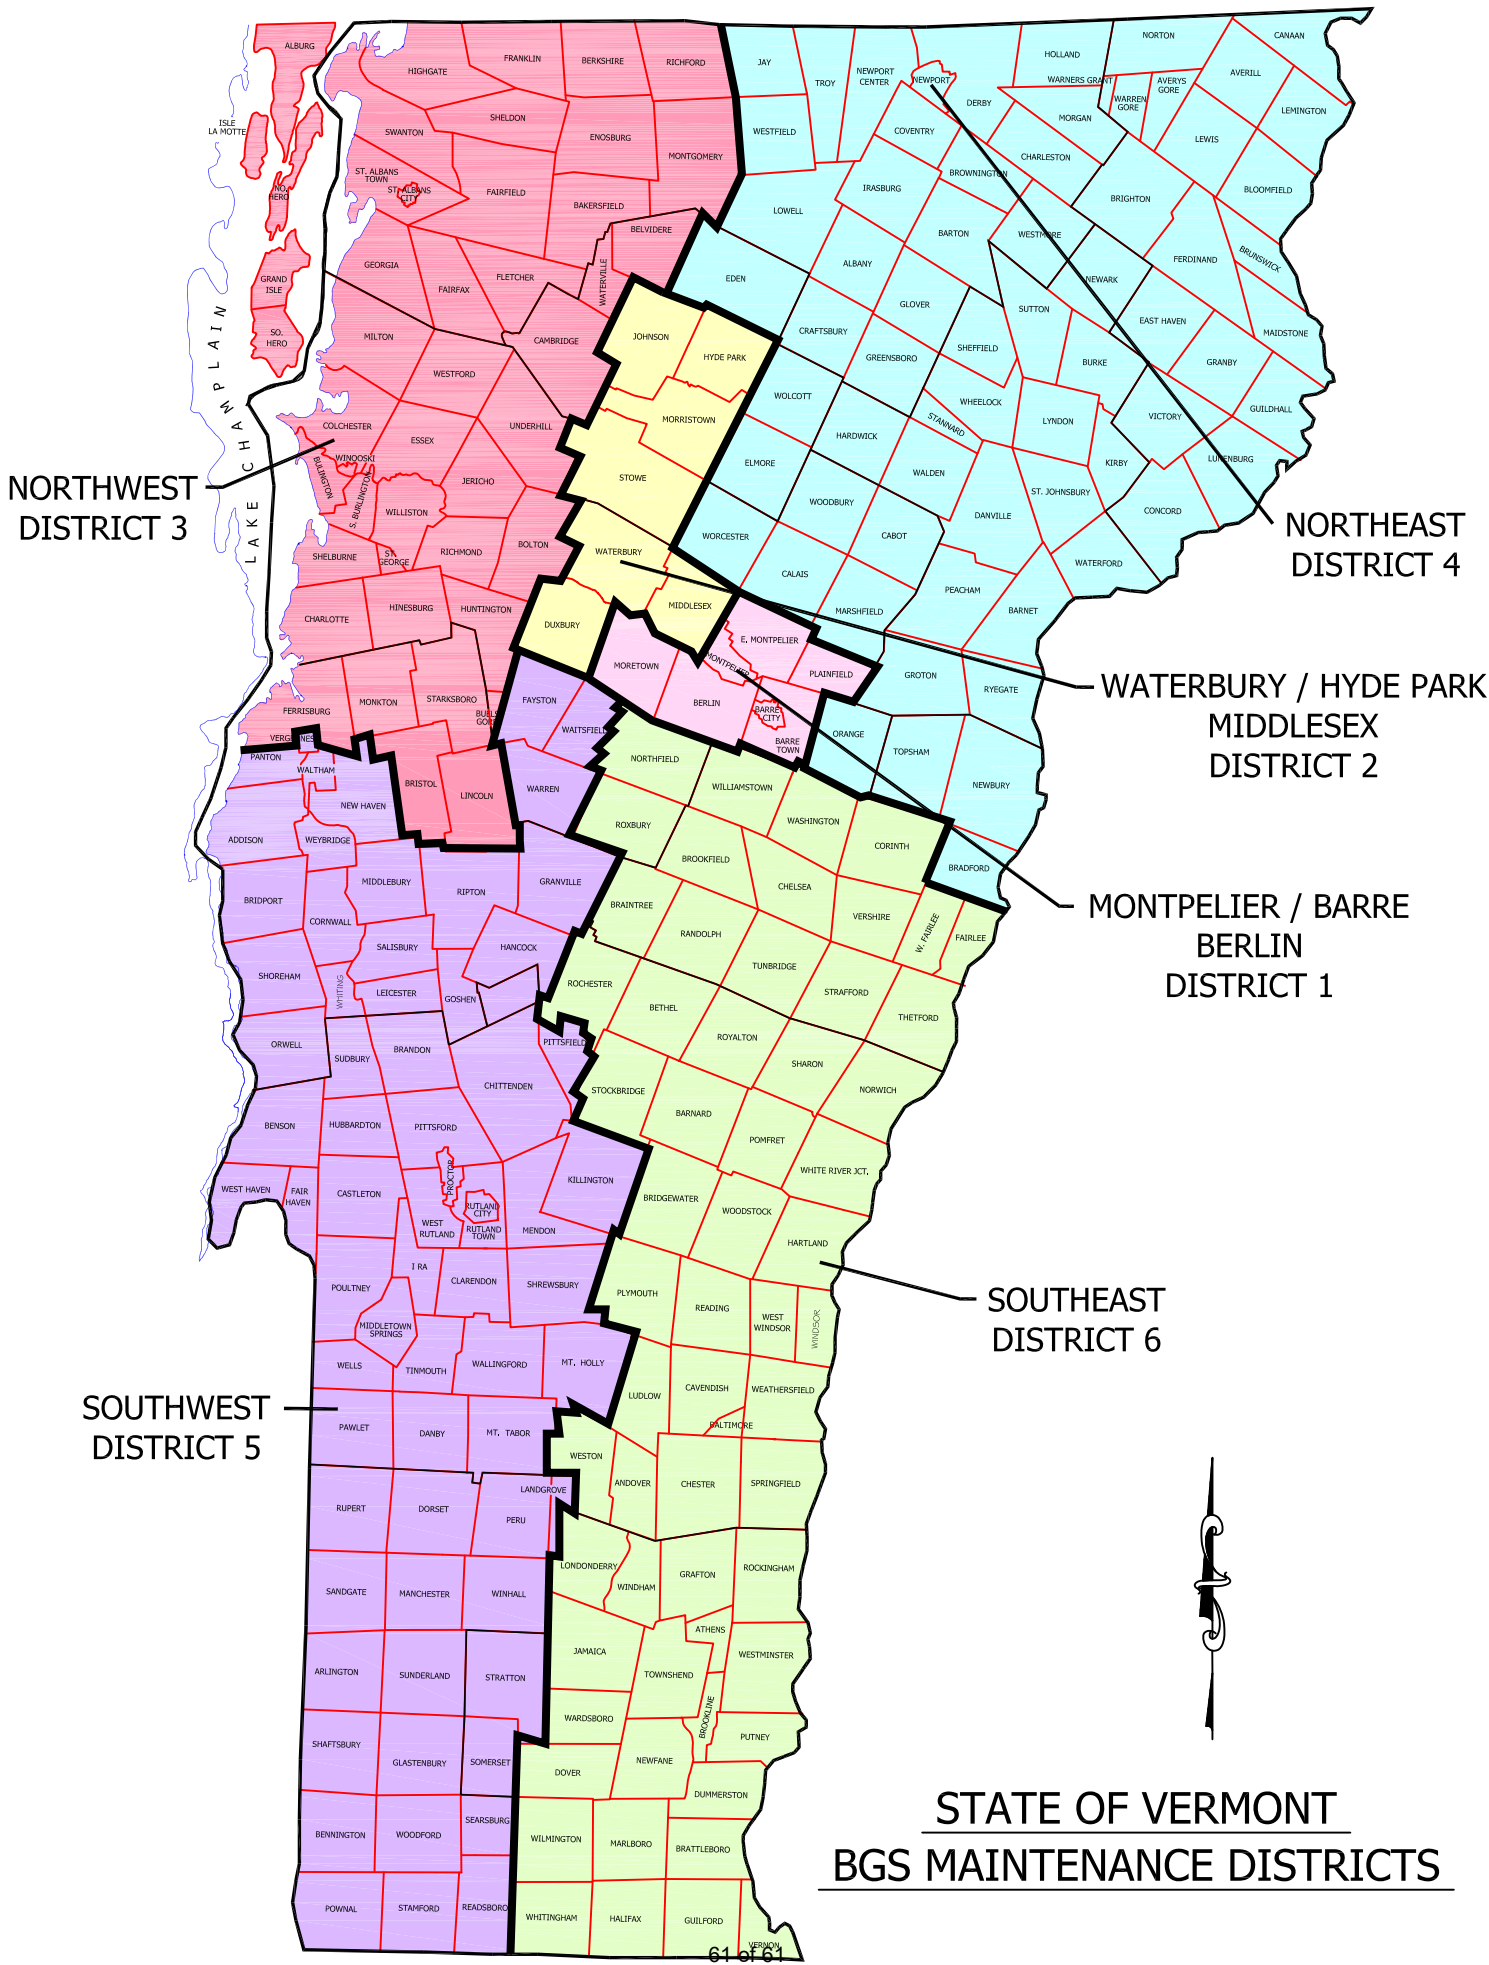 ALBURG
ISLE
LA MOTTE
NO.
HERO
GRAND
ISLE
SO.
HERO
LAKE CHAMPLAIN
HIGHGATE
FRANKLIN
BERKSHIRE
RICHFORD
SWANTON
SHELDON
ENOSBURG
MONTGOMERY
ST. ALBANS
TOWN
ST. ALBANS
CITY
FAIRFIELD
BAKERSFIELD
BELVIDERE
WATERVILLE
GEORGIA
FAIRFAX
FLETCHER
CAMBRIDGE
MILTON
WESTFORD
UNDERHILL
COLCHESTER
ESSEX
WINOOSKI
BULINGTON
S. BURLINGTON
JERICHO
WILLISTON
SHELBURNE
ST.
GEORGE
RICHMOND
BOLTON
CHARLOTTE
HINESBURG
HUNTINGTON
FERRISBURG
MONKTON
STARKSBORO
BUELS
GORE
VERGENNES
BRISTOL
LINCOLN
JAY
TROY
NEWPORT
CENTER
NEWPORT
HOLLAND
NORTON
CANAAN
WARNERS GRANT
WARREN
GORE
AVERYS
GORE
AVERILL
LEMINGTON
WESTFIELD
COVENTRY
DERBY
MORGAN
LEWIS
CHARLESTON
BLOOMFIELD
BROWNINGTON
IRASBURG
BRIGHTON
LOWELL
BARTON
WESTMORE
FERDINAND
BRUNSWICK
EDEN
ALBANY
NEWARK
GLOVER
SUTTON
EAST HAVEN
MAIDSTONE
CRAFTSBURY
GREENSBORO
SHEFFIELD
BURKE
GRANBY
WOLCOTT
WHEELOCK
GUILDHALL
STANNARD
LYNDON
VICTORY
HARDWICK
ELMORE
WALDEN
KIRBY
LUNENBURG
WOODBURY
ST. JOHNSBURY
DANVILLE
CONCORD
WORCESTER
CABOT
WATERFORD
CALAIS
PEACHAM
MARSHFIELD
BARNET
GROTON
RYEGATE
ORANGE
TOPSHAM
NEWBURY
BRADFORD
JOHNSON
HYDE PARK
MORRISTOWN
STOWE
WATERBURY
MIDDLESEX
DUXBURY
E. MONTPELIER
MORETOWN
MONTPELIER
PLAINFIELD
BERLIN
BARRE
CITY
BARRE
TOWN
NORTHWEST
DISTRICT 3
NORTHEAST
DISTRICT 4
WATERBURY / HYDE PARK
MIDDLESEX
DISTRICT 2
MONTPELIER / BARRE
BERLIN
DISTRICT 1
FAYSTON
WAITSFIELD
PANTON
WALTHAM
NEW HAVEN
WARREN
ADDISON
WEYBRIDGE
MIDDLEBURY
RIPTON
GRANVILLE
BRIDPORT
CORNWALL
SALISBURY
HANCOCK
SHOREHAM
WHITING
LEICESTER
GOSHEN
ORWELL
SUDBURY
BRANDON
PITTSFIELD
CHITTENDEN
BENSON
HUBBARDTON
PITTSFORD
WEST HAVEN
FAIR
HAVEN
CASTLETON
PROCTOR
KILLINGTON
WEST
RUTLAND
RUTLAND
CITY
RUTLAND
TOWN
MENDON
I RA
CLARENDON
SHREWSBURY
POULTNEY
MIDDLETOWN
SPRINGS
WELLS
TINMOUTH
WALLINGFORD
MT. HOLLY
PAWLET
DANBY
MT. TABOR
LANDGROVE
RUPERT
DORSET
PERU
SANDGATE
MANCHESTER
WINHALL
ARLINGTON
SUNDERLAND
STRATTON
SHAFTSBURY
GLASTENBURY
SOMERSET
BENNINGTON
WOODFORD
SEARSBURG
POWNAL
STAMFORD
READSBORO
SOUTHWEST
DISTRICT 5
NORTHFIELD
WILLIAMSTOWN
WASHINGTON
ROXBURY
CORINTH
BROOKFIELD
CHELSEA
BRAINTREE
VERSHIRE
W. FAIRLEE
FAIRLEE
RANDOLPH
TUNBRIDGE
ROCHESTER
STRAFFORD
BETHEL
THETFORD
ROYALTON
SHARON
NORWICH
STOCKBRIDGE
BARNARD
POMFRET
WHITE RIVER JCT.
BRIDGEWATER
WOODSTOCK
HARTLAND
PLYMOUTH
READING
WEST
WINDSOR
WINDSOR
LUDLOW
CAVENDISH
WEATHERSFIELD
BALTIMORE
WESTON
ANDOVER
CHESTER
SPRINGFIELD
LONDONDERRY
WINDHAM
GRAFTON
ROCKINGHAM
ATHENS
JAMAICA
TOWNSHEND
WESTMINSTER
WARDSBORO
BROOKLINE
PUTNEY
DOVER
NEWFANE
DUMMERSTON
WILMINGTON
MARLBORO
BRATTLEBORO
WHITINGHAM
HALIFAX
GUILFORD
VERNON
SOUTHEAST
DISTRICT 6
STATE OF VERMONT
BGS MAINTENANCE DISTRICTS
61 of 61